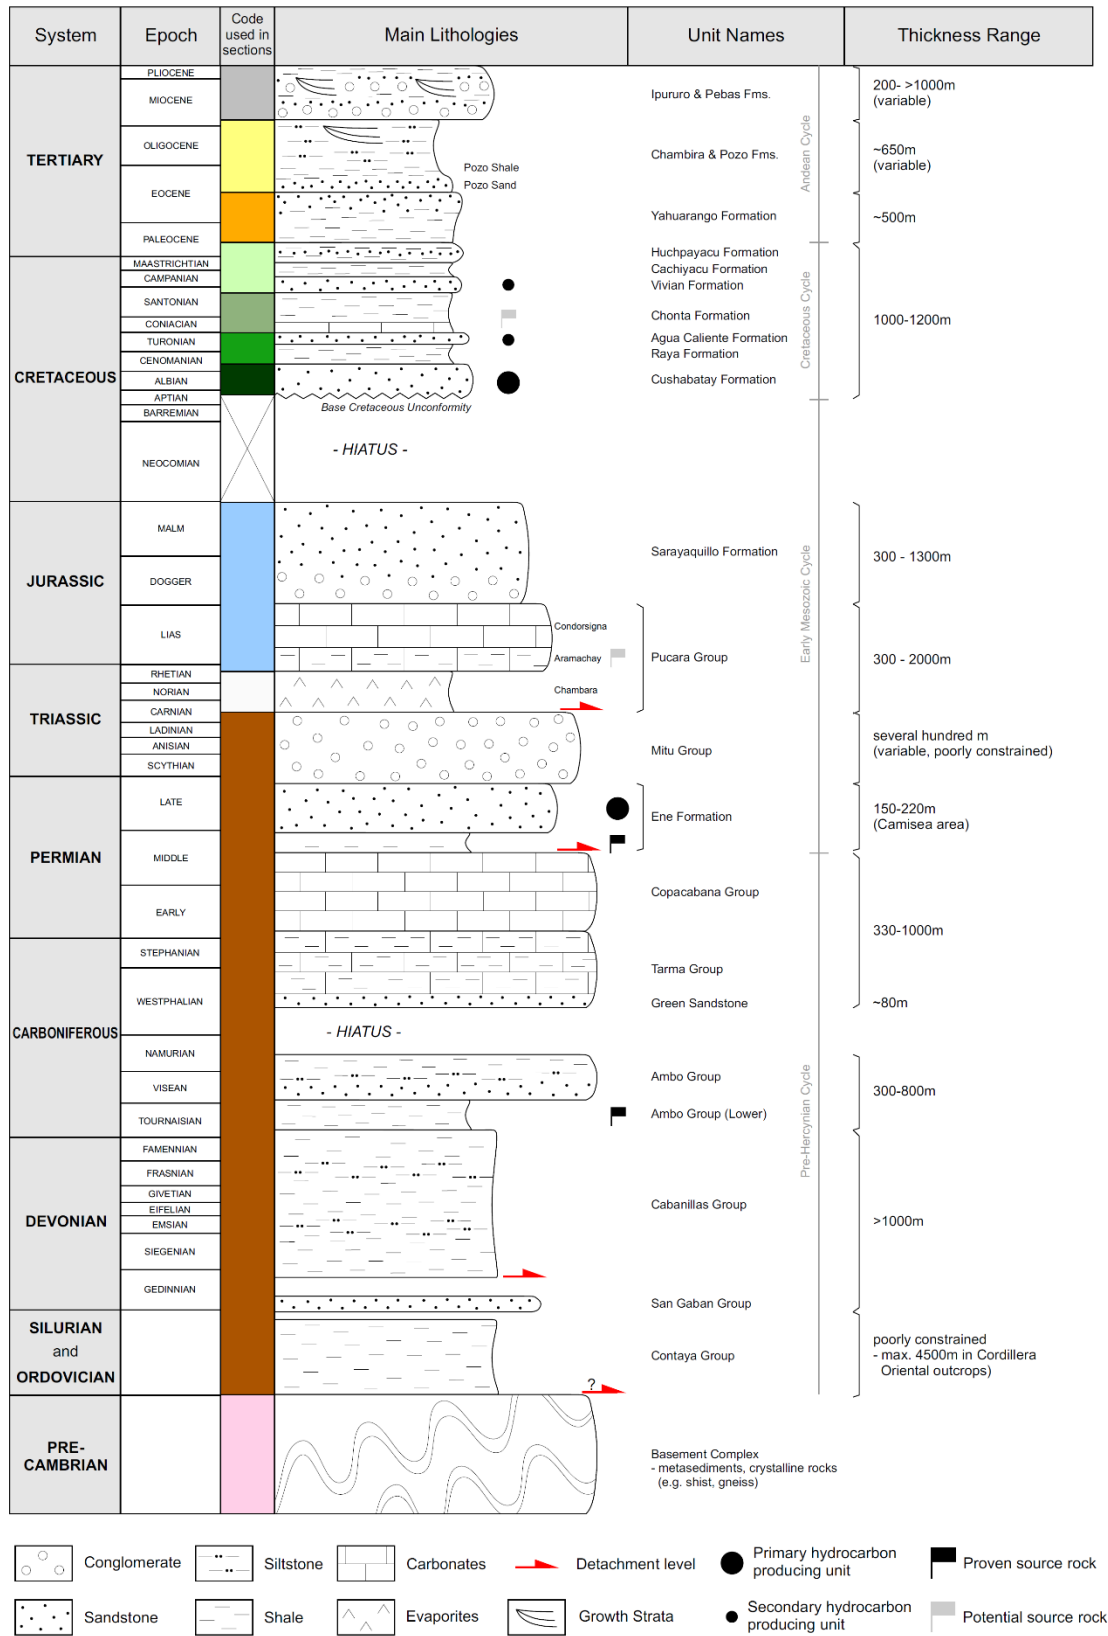 System
Epoch
Code
used in
sections
Main Lithologies
Unit Names
Thickness Range
TERTIARY
PLIOCENE
MIOCENE
OLIGOCENE
EOCENE
PALEOCENE
Pozo Shale
Pozo Sand
Ipururo & Pebas Fms.
Chambira & Pozo Fms.
Yahuarango Formation
Andean Cycle
200- >1000m
(variable)
~650m
(variable)
~500m
CRETACEOUS
MAASTRICHTIAN
CAMPANIAN
SANTONIAN
CONIACIAN
TURONIAN
CENOMANIAN
ALBIAN
APTIAN
BARREMIAN
NEOCOMIAN
Base Cretaceous Unconformity
- HIATUS -
Huchpayacu Formation
Cachiyacu Formation
Vivian Formation
Chonta Formation
Agua Caliente Formation
Raya Formation
Cushabatay Formation
Cretaceous Cycle
1000-1200m
JURASSIC
MALM
DOGGER
LIAS
Condorsigna
Aramachay
Sarayaquillo Formation
Pucara Group
Early Mesozoic Cycle
300 - 1300m
300 - 2000m
TRIASSIC
RHETIAN
NORIAN
CARNIAN
LADINIAN
ANISIAN
SCYTHIAN
Chambara
Mitu Group
several hundred m
(variable, poorly constrained)
PERMIAN
LATE
MIDDLE
EARLY
Ene Formation
Copacabana Group
150-220m
(Camisea area)
330-1000m
CARBONIFEROUS
STEPHANIAN
WESTPHALIAN
NAMURIAN
VISEAN
TOURNAISIAN
- HIATUS -
Tarma Group
Green Sandstone
Ambo Group
Ambo Group (Lower)
Pre-Hercynian Cycle
~80m
300-800m
DEVONIAN
FAMENNIAN
FRASNIAN
GIVETIAN
EIFELIAN
EMSIAN
SIEGENIAN
GEDINNIAN
Cabanillas Group
San Gaban Group
>1000m
SILURIAN
and
ORDOVICIAN
?
Contaya Group
poorly constrained
- max. 4500m in Cordillera
Oriental outcrops)
PRE-
CAMBRIAN
Basement Complex
- metasediments, crystalline rocks
(e.g. shist, gneiss)
Conglomerate
Siltstone
Carbonates
Detachment level
Primary hydrocarbon
producing unit
Proven source rock
Sandstone
Shale
Evaporites
Growth Strata
Secondary hydrocarbon
producing unit
Potential source rock